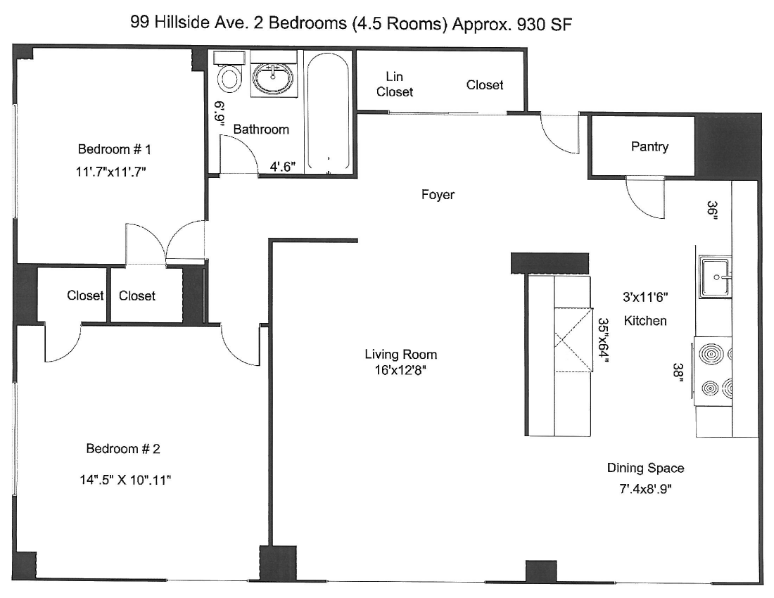 99 Hillside Ave. 2 Bedrooms (4.5 Rooms) Approx. 930 SF
Lin
Closet
Closet
6'.9"
Bathroom
4'.6"
Bedroom # 1
11'.7"x11'.7"
Pantry
Foyer
36"
Closet
Closet
3'x11'6"
Kitchen
35"x64"
38"
Living Room
16'x12'8"
Bedroom # 2
14".5" X 10".11"
Dining Space
7'.4x8'.9"